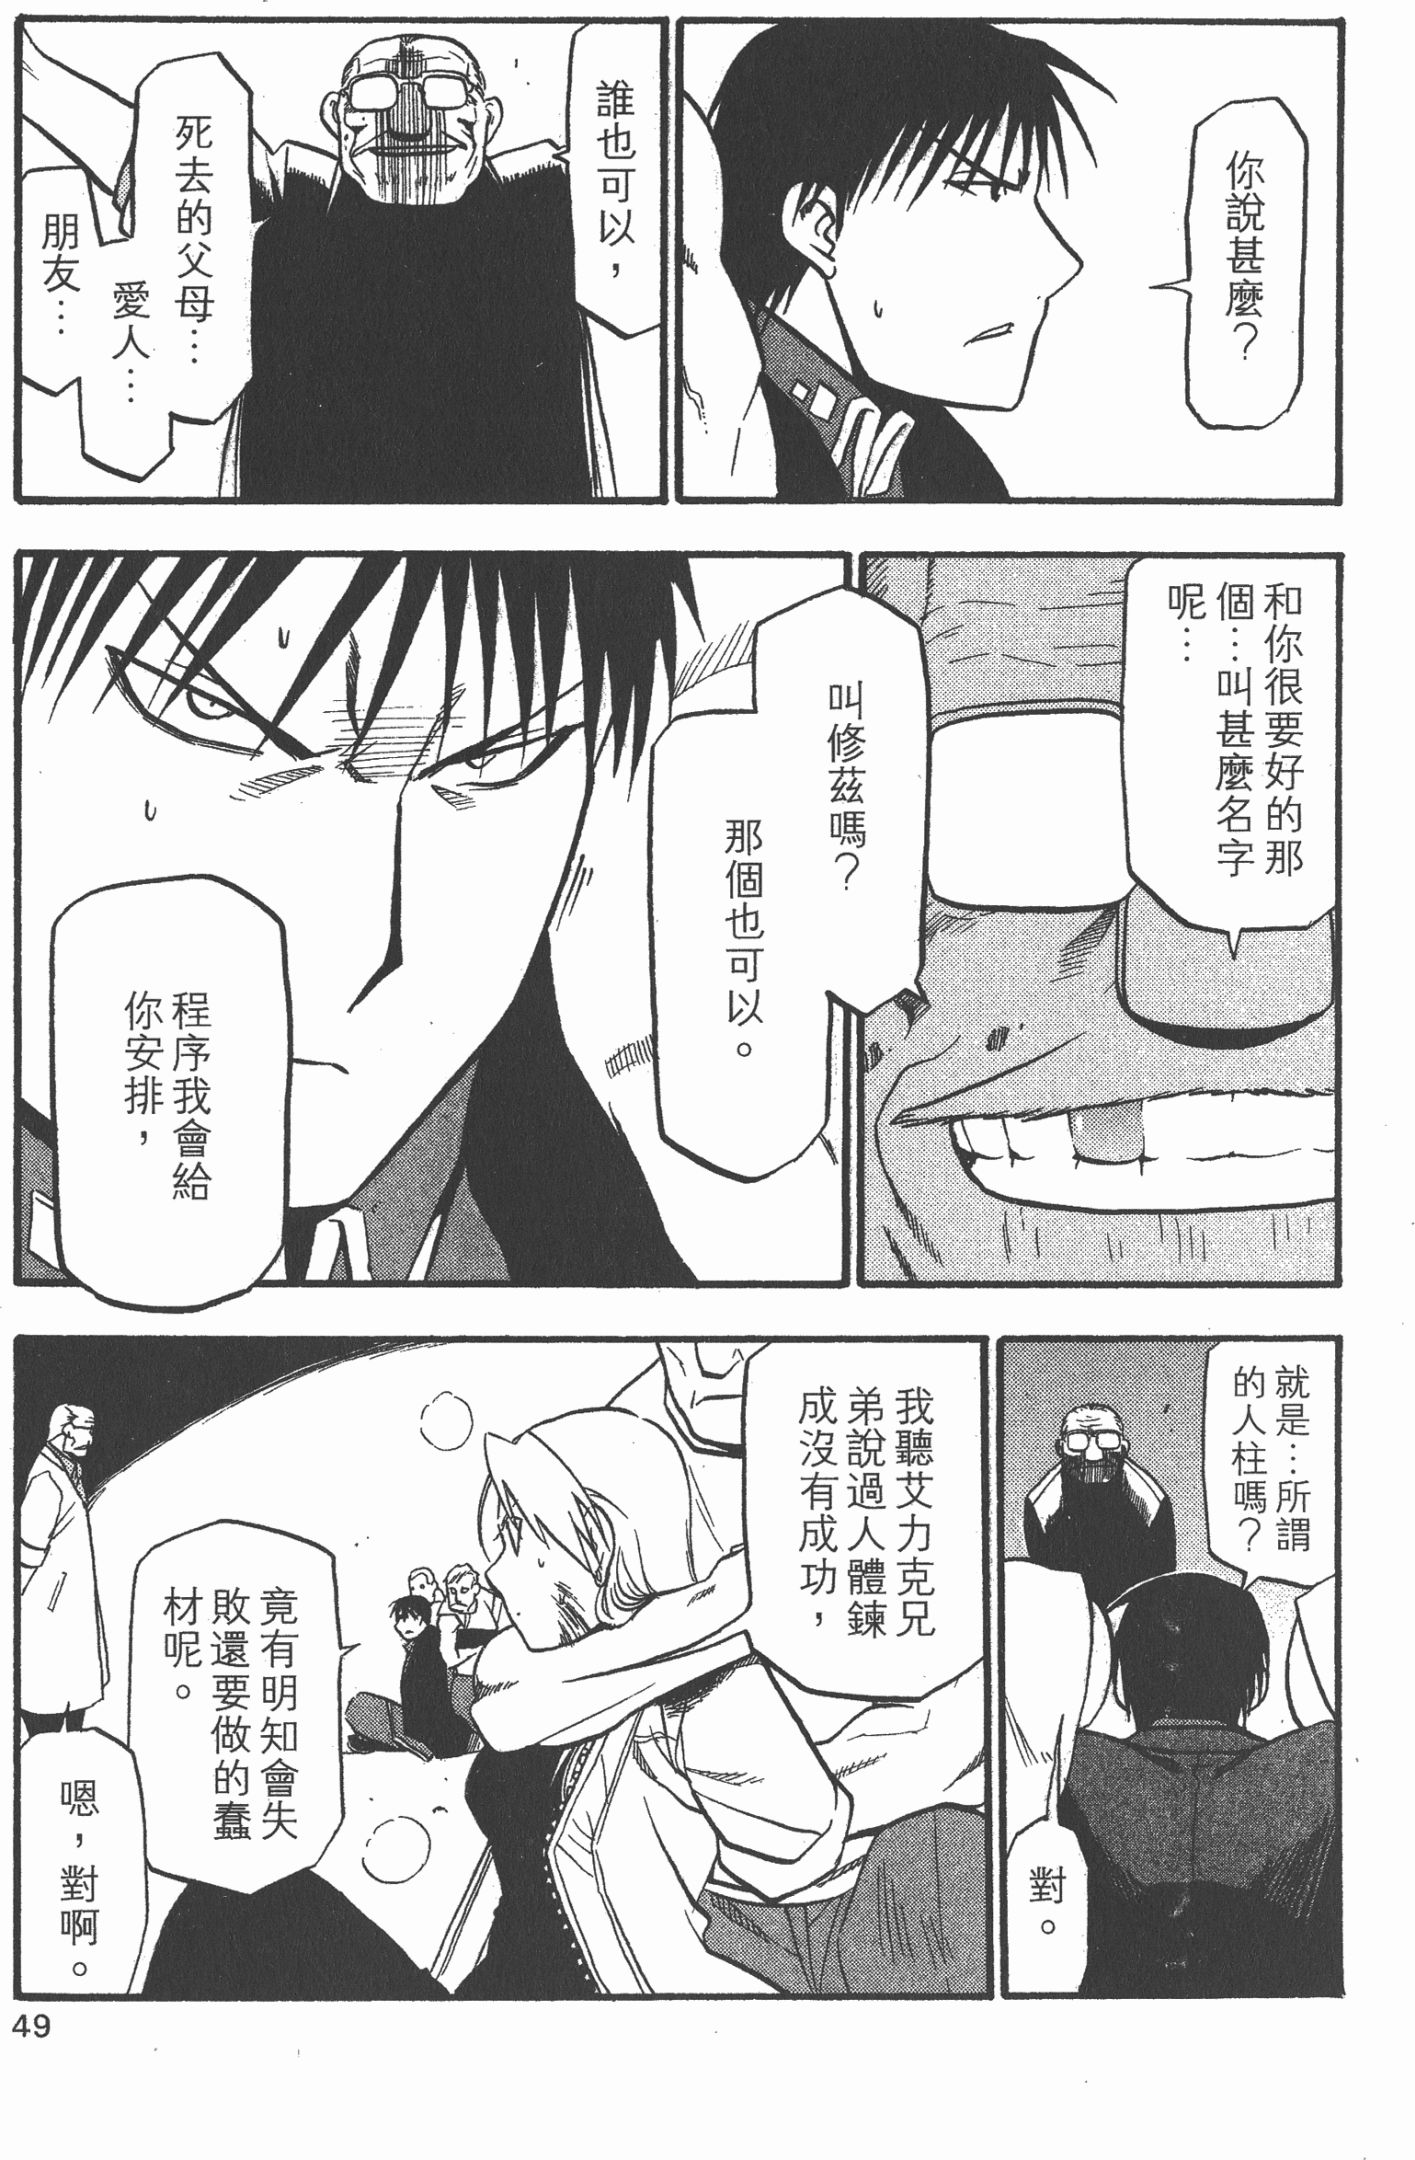 你說甚麼？
誰也可以，
死去的父母⋯
愛人⋯
朋友⋯
和你很要好的那
個⋯叫甚麼名字
呢⋯
叫修茲嗎？
那個也可以。
程序我會給
你安排，
就是⋯所謂
的人柱嗎？
對。
我聽艾力克兄
弟說過人體鍊
成沒有成功，
竟有明知會失
敗還要做的蠢
材呢。
嗯，對啊。
49